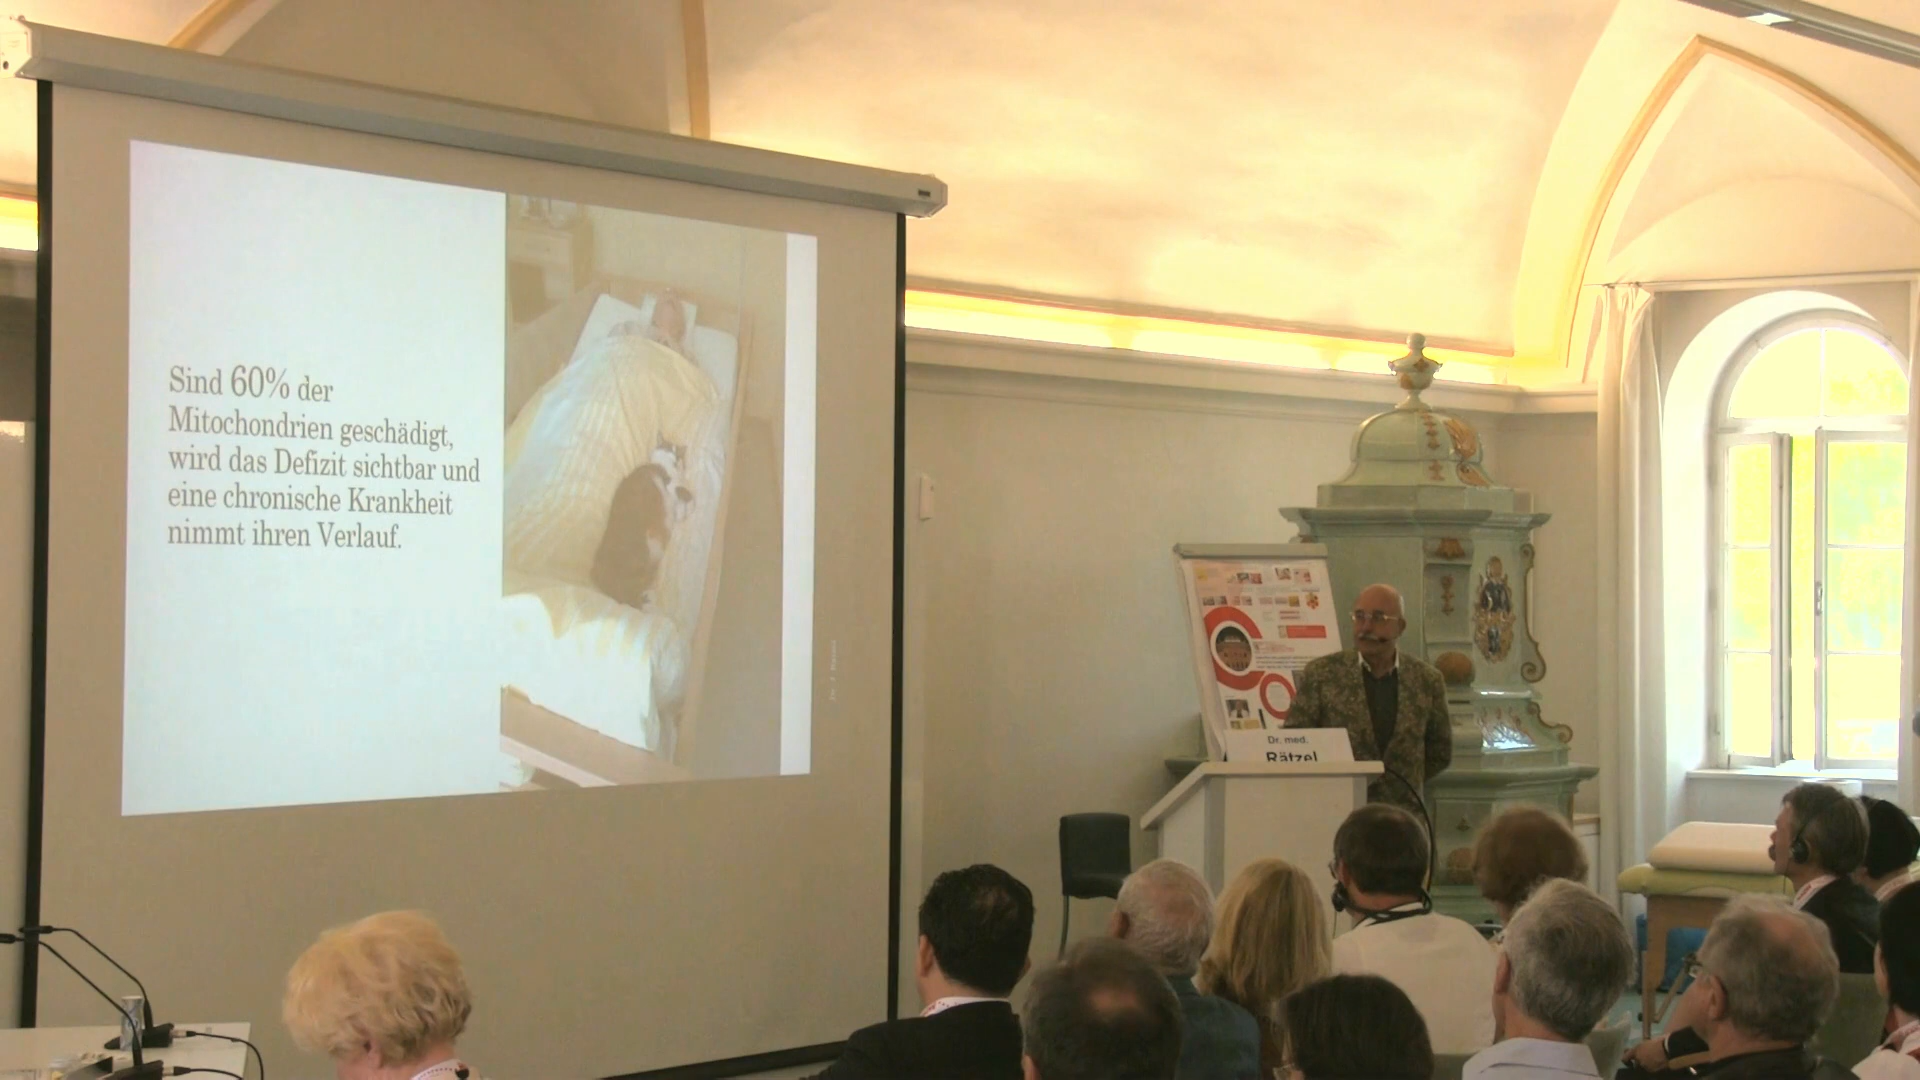 Sind 60% der
Mitochondrien geschädigt,
wird das Defizit sichtbar und
eine chronische Krankheit
nimmt ihren Verlauf.
Dr. med.
Rätzel